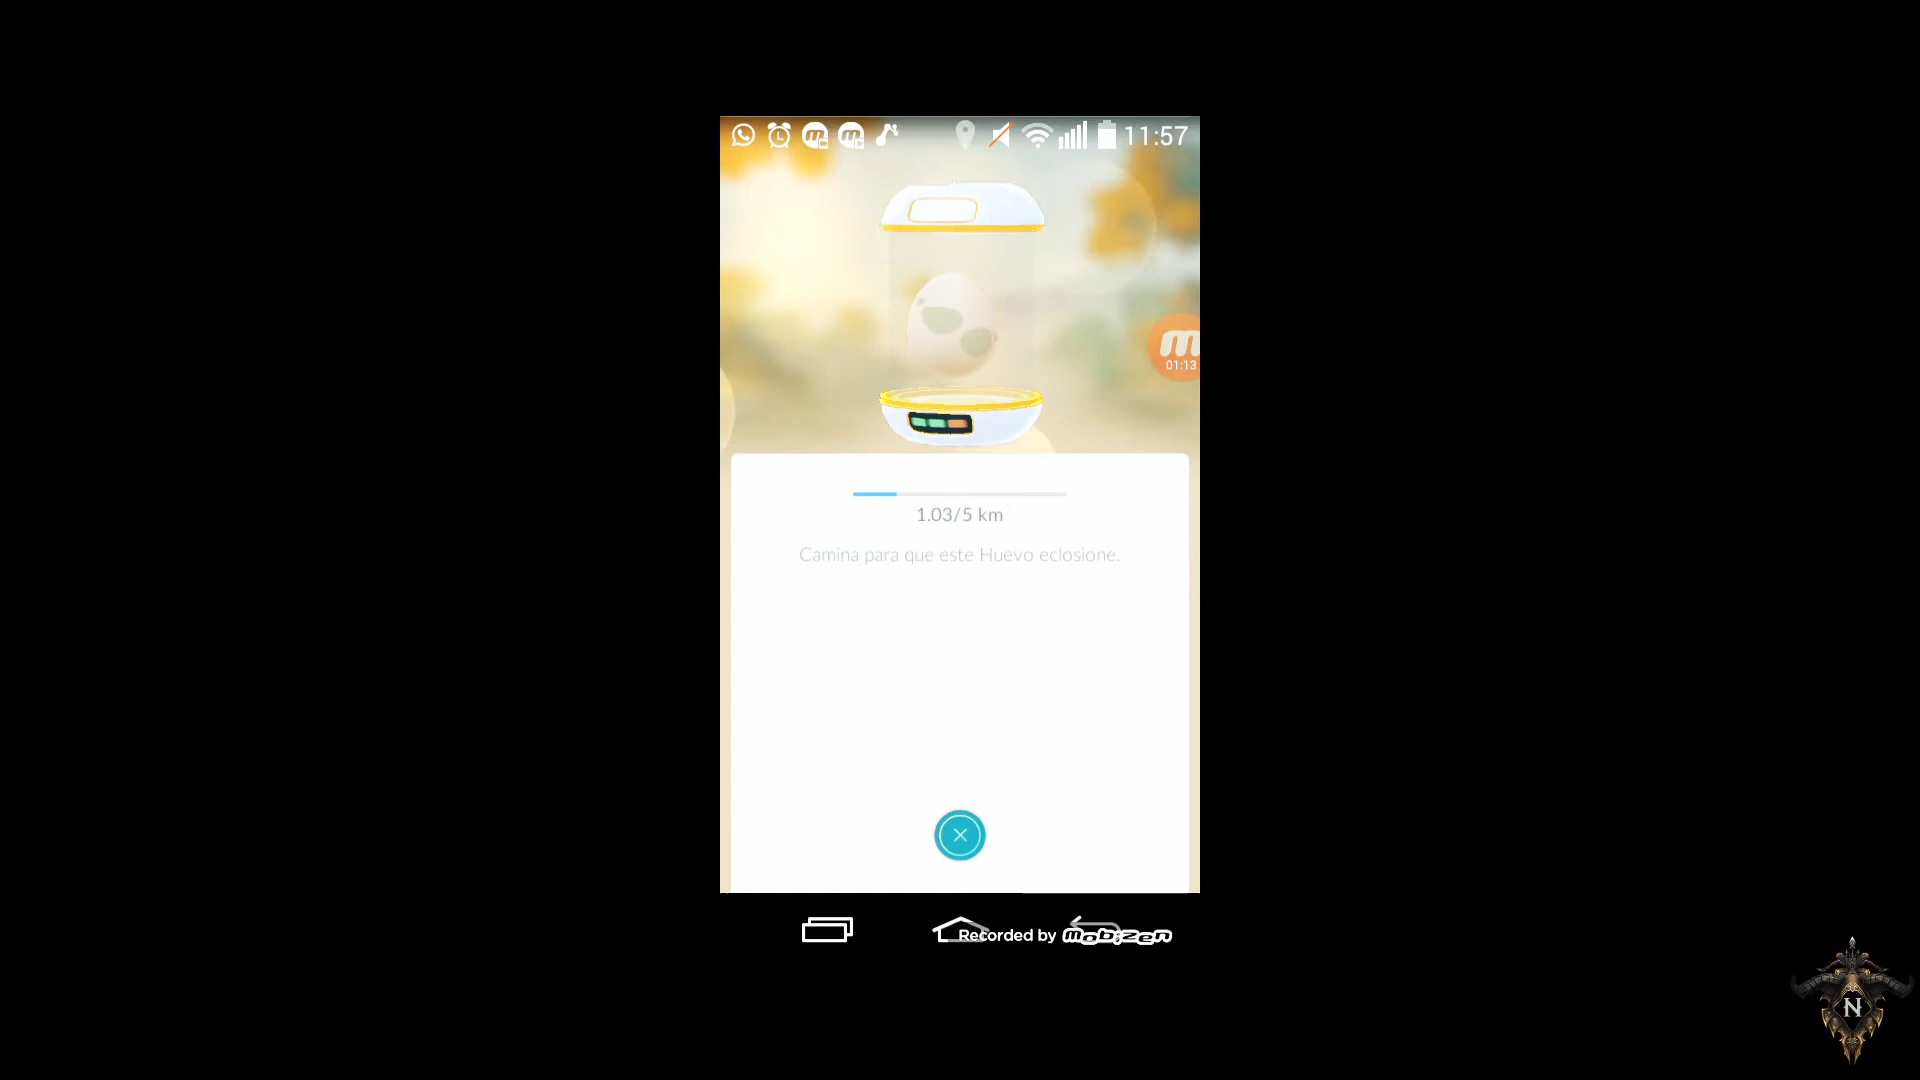 11:57
m
m
m
01:13
1.03/5 km
Camina para que este Huevo eclosione.
Recorded by mobizen
N